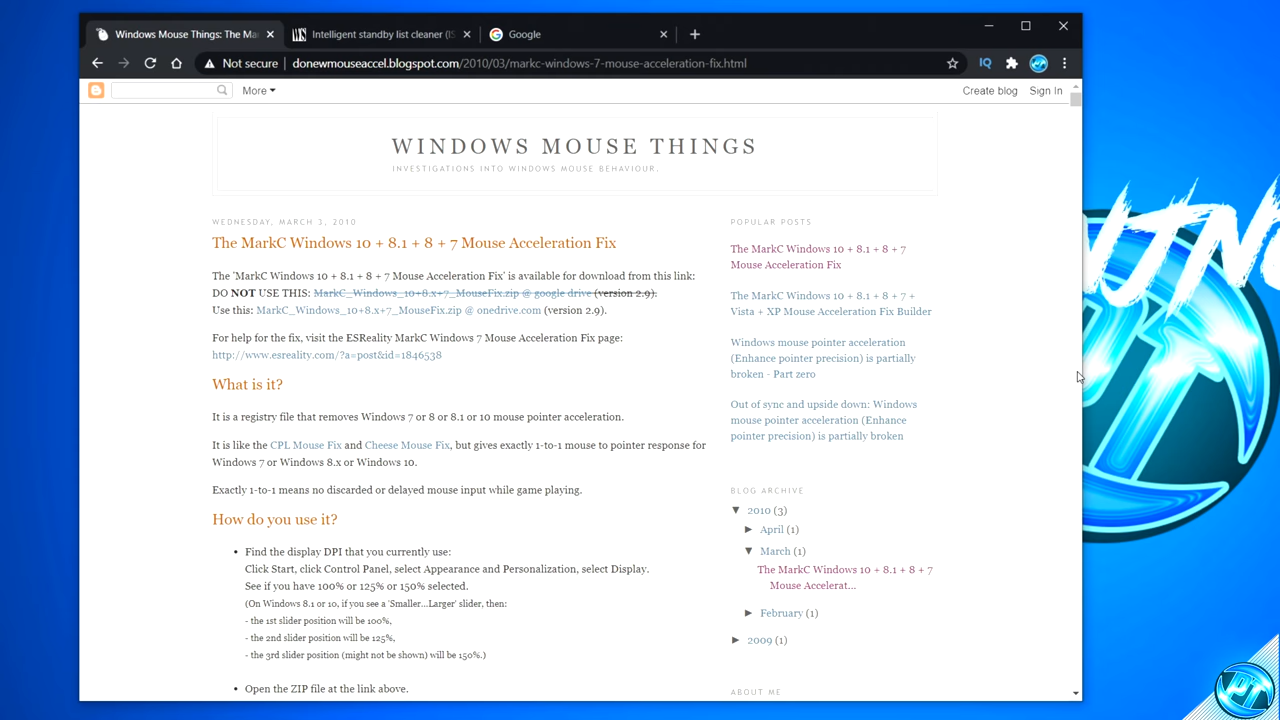 Windows Mouse Things: The Ma
Intelligent standby list cleaner (IS
Google
Not secure
donewmouseaccel.blogspot.com/2010/03/markc-windows-7-mouse-acceleration-fix.html
IQ
More
Create blog
Sign In
WINDOWS MOUSE THINGS
INVESTIGATIONS INTO WINDOWS MOUSE BEHAVIOUR.
WEDNESDAY, MARCH 3, 2010
The MarkC Windows 10 + 8.1 + 8 + 7 Mouse Acceleration Fix
The 'MarkC Windows 10 + 8.1 + 8 + 7 Mouse Acceleration Fix' is available for download from this link:
DO NOT USE THIS: MarkC_Windows_10+8.x+7_MouseFix.zip @ google drive (version 2.9).
Use this: MarkC_Windows_10+8.x+7_MouseFix.zip @ onedrive.com (version 2.9).
For help for the fix, visit the ESReality MarkC Windows 7 Mouse Acceleration Fix page:
http://www.esreality.com/?a=post&id=1846538
What is it?
It is a registry file that removes Windows 7 or 8 or 8.1 or 10 mouse pointer acceleration.
It is like the CPL Mouse Fix and Cheese Mouse Fix, but gives exactly 1-to-1 mouse to pointer response for
Windows 7 or Windows 8.x or Windows 10.
Exactly 1-to-1 means no discarded or delayed mouse input while game playing.
How do you use it?
• Find the display DPI that you currently use:
Click Start, click Control Panel, select Appearance and Personalization, select Display.
See if you have 100% or 125% or 150% selected.
(On Windows 8.1 or 10, if you see a 'Smaller...Larger' slider, then:
- the 1st slider position will be 100%,
- the 2nd slider position will be 125%,
- the 3rd slider position (might not be shown) will be 150%.)
• Open the ZIP file at the link above.
POPULAR POSTS
The MarkC Windows 10 + 8.1 + 8 + 7
Mouse Acceleration Fix
The MarkC Windows 10 + 8.1 + 8 + 7 +
Vista + XP Mouse Acceleration Fix Builder
Windows mouse pointer acceleration
(Enhance pointer precision) is partially
broken - Part zero
Out of sync and upside down: Windows
mouse pointer acceleration (Enhance
pointer precision) is partially broken
BLOG ARCHIVE
▼ 2010 (3)
► April (1)
▼ March (1)
The MarkC Windows 10 + 8.1 + 8 + 7
Mouse Accelerat...
► February (1)
► 2009 (1)
ABOUT ME